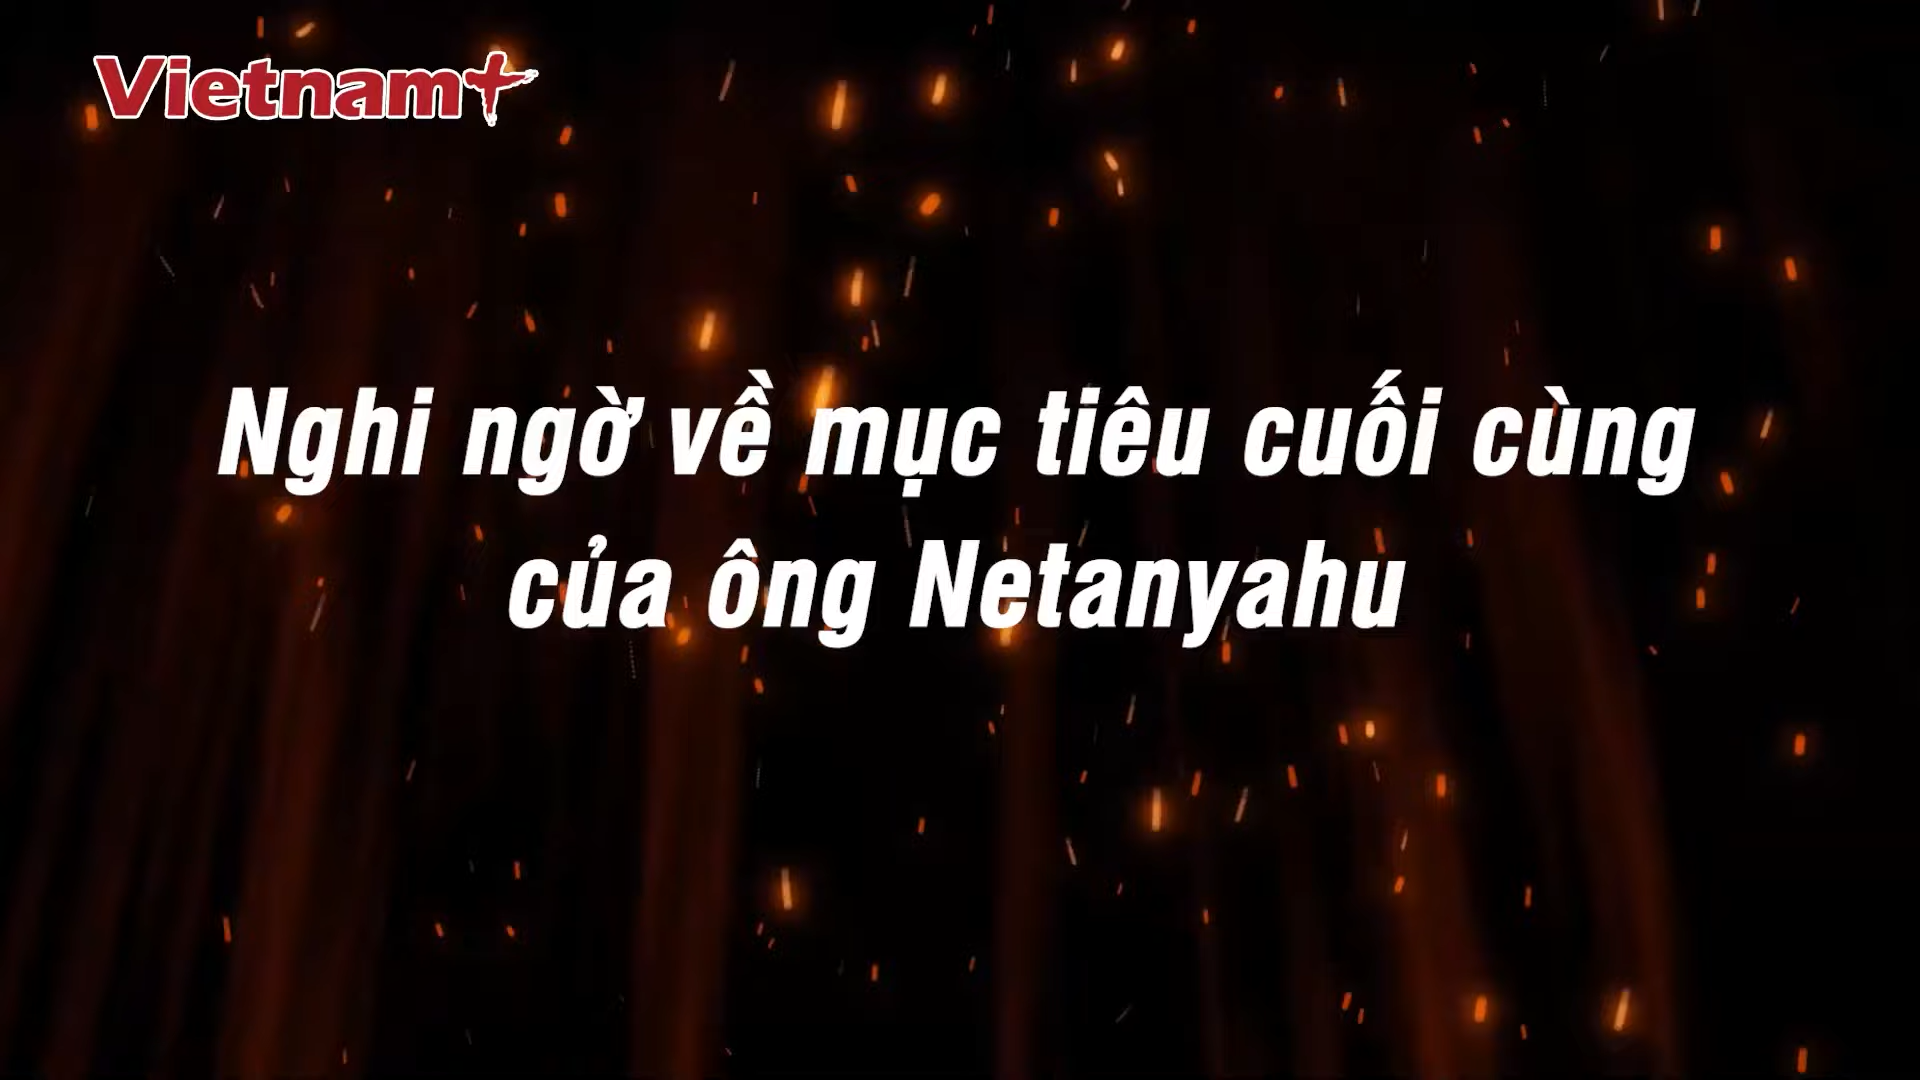 Vietnam+
Nghi ngờ về mục tiêu cuối cùng
của ông Netanyahu